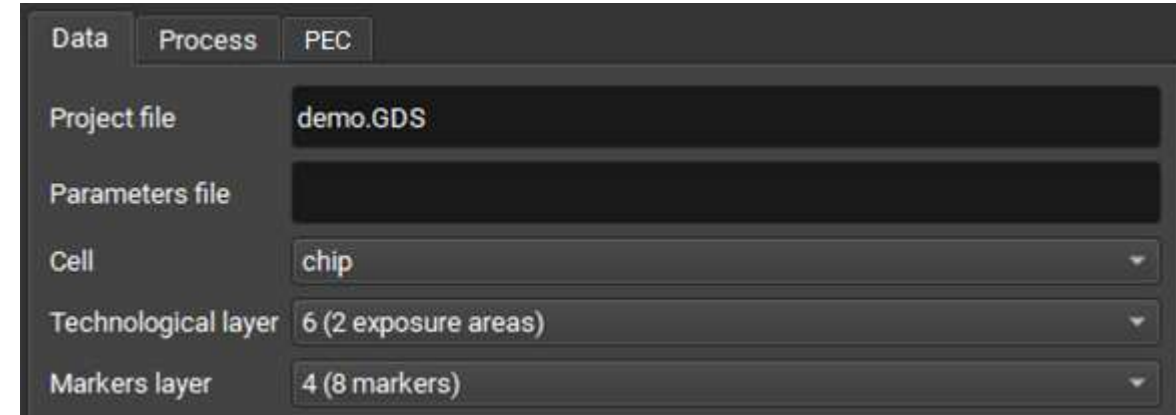 Data Process PEC
Project file demo.GDS
Parameters file
Cell chip
Technological layer 6 (2 exposure areas)
Markers layer 4 (8 markers)